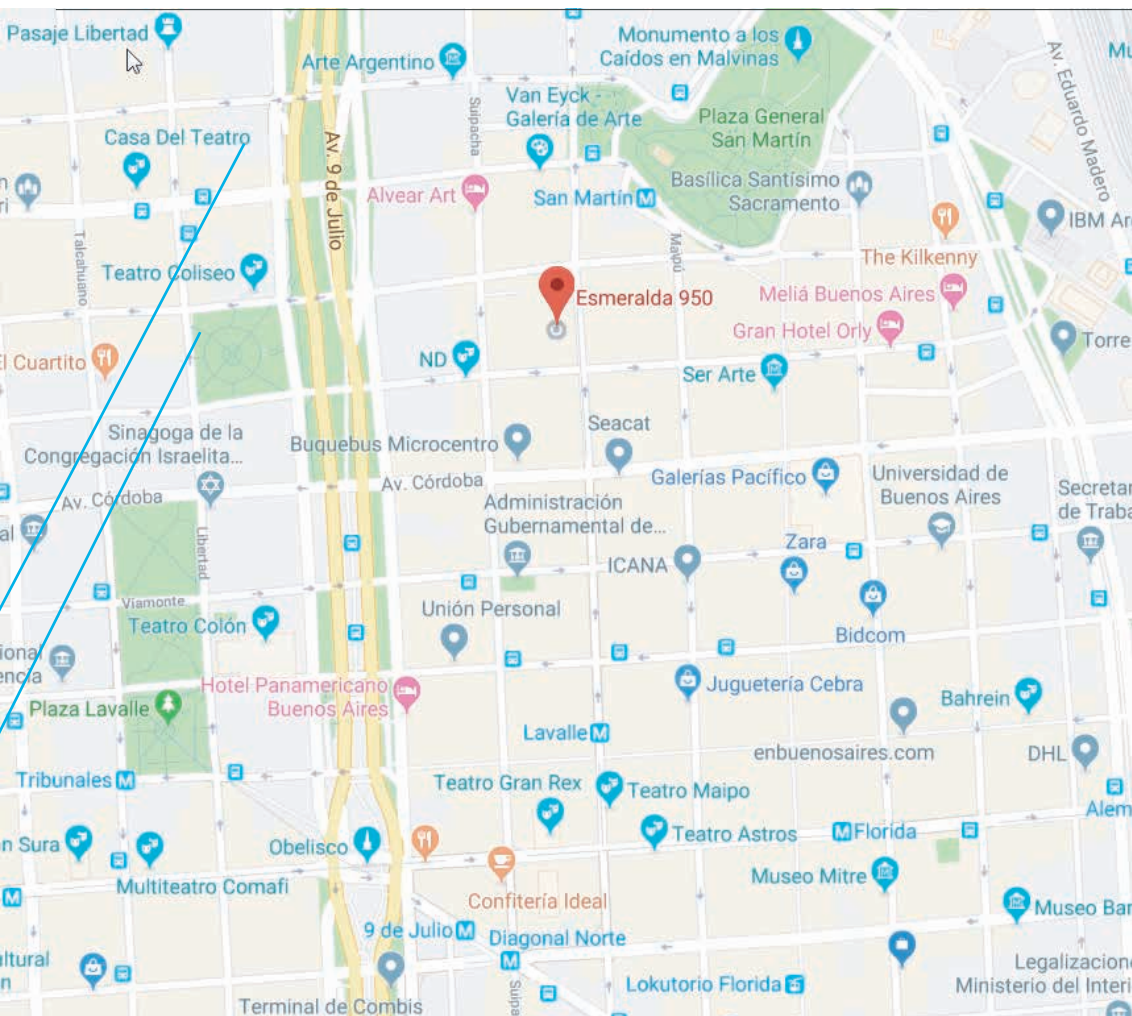 Pasaje Libertad
Arte Argentino
Monumento a los
Caídos en Malvinas
Av. Eduardo Madero
Suipacha
Van Eyck -
Galería de Arte
Plaza General
San Martín
Casa Del Teatro
Av. 9 de Julio
Alvear Art
San Martín M
Basílica Santísimo
Sacramento
IBM
Talcahuano
Maipú
Teatro Coliseo
The Kilkenny
Esmeralda 950
Meliá Buenos Aires
Gran Hotel Orly
Torre
El Cuartito
ND
Ser Arte
Sinagoga de la
Congregación Israelita...
Buquebus Microcentro
Seacat
Av. Córdoba
Av. Córdoba
Galerías Pacífico
Universidad de
Buenos Aires
Administración
Gubernamental de...
Libertad
Zara
ICANA
Viamonte
Teatro Colón
Unión Personal
Bidcom
Hotel Panamericano
Buenos Aires
Juguetería Cebra
Plaza Lavalle
Bahrein
Lavalle M
enbuenosaires.com
DHL
Tribunales M
Teatro Gran Rex
Teatro Maipo
Obelisco
Teatro Astros
M Florida
Multiteatro Comafi
Museo Mitre
Confitería Ideal
M
9 de Julio M
Diagonal Norte
M
Museo
Lokutorio Florida
Ministerio del
Terminal de Combis